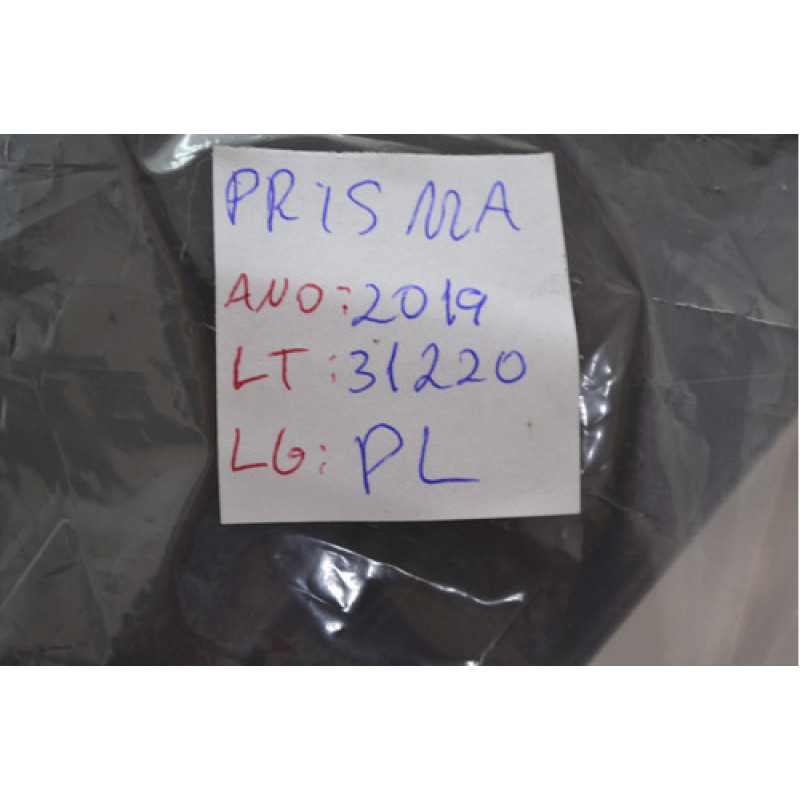 PRiSMA
ANO: 2019
LT: 31220
LG: PL